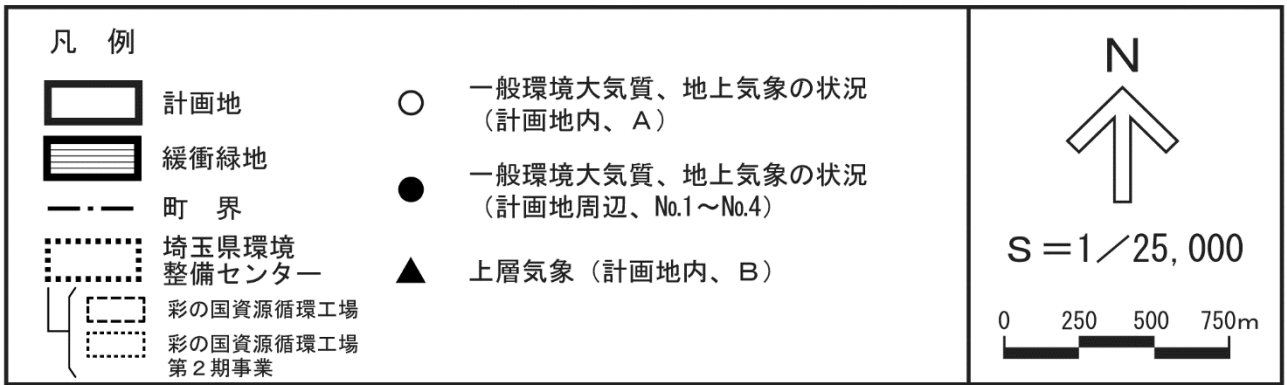 凡　例
計画地
緩衝緑地
町　界
埼玉県環境
整備センター
彩の国資源循環工場
彩の国資源循環工場
第２期事業
一般環境大気質、地上気象の状況
（計画地内、Ａ）
一般環境大気質、地上気象の状況
（計画地周辺、№1～№4）
上層気象（計画地内、Ｂ）
N
S＝1／25,000
0 250 500 750m